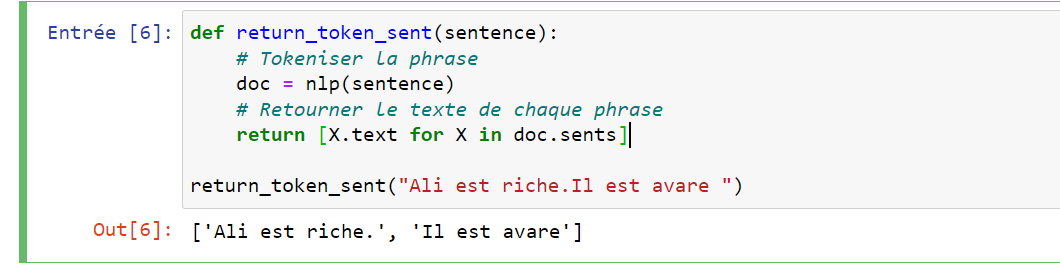 Entrée [6]: def return_token_sent(sentence):
# Tokeniser la phrase
doc = nlp(sentence)
# Retourner le texte de chaque phrase
return [X.text for X in doc.sents]
return_token_sent("Ali est riche.Il est avare ")
Out[6]: ['Ali est riche.', 'Il est avare']